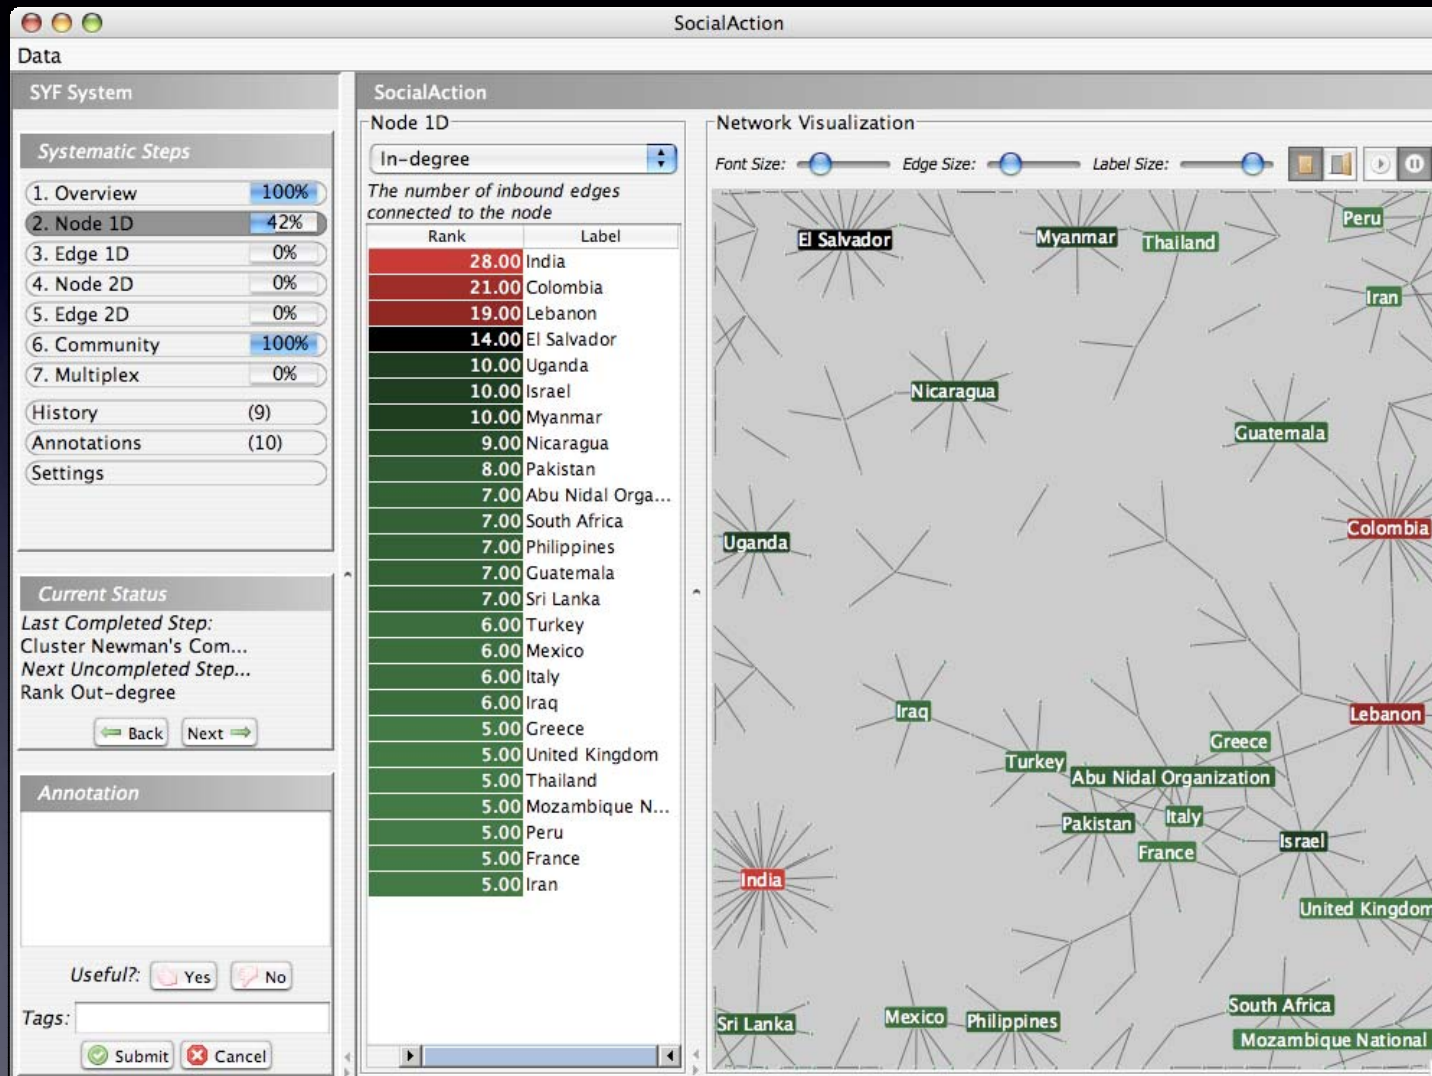 SocialAction
Data
SYF System
Systematic Steps
1. Overview 100%
2. Node 1D 42%
3. Edge 1D 0%
4. Node 2D 0%
5. Edge 2D 0%
6. Community 100%
7. Multiplex 0%
History (9)
Annotations (10)
Settings
Current Status
Last Completed Step:
Cluster Newman's Com...
Next Uncompleted Step...
Rank Out-degree
Back Next
Annotation
Useful?: Yes No
Tags:
Submit Cancel
SocialAction
Node 1D
In-degree
The number of inbound edges
connected to the node
Rank Label
28.00 India
21.00 Colombia
19.00 Lebanon
14.00 El Salvador
10.00 Uganda
10.00 Israel
10.00 Myanmar
9.00 Nicaragua
8.00 Pakistan
7.00 Abu Nidal Orga...
7.00 South Africa
7.00 Philippines
7.00 Guatemala
7.00 Sri Lanka
6.00 Turkey
6.00 Mexico
6.00 Italy
6.00 Iraq
5.00 Greece
5.00 United Kingdom
5.00 Thailand
5.00 Mozambique N...
5.00 Peru
5.00 France
5.00 Iran
Network Visualization
Font Size: Edge Size: Label Size:
Peru
El Salvador
Myanmar
Thailand
Iran
Nicaragua
Guatemala
Colombia
Uganda
Iraq
Lebanon
Greece
Turkey
Abu Nidal Organization
Italy
Pakistan
Israel
France
India
United Kingdom
South Africa
Mexico
Philippines
Sri Lanka
Mozambique National